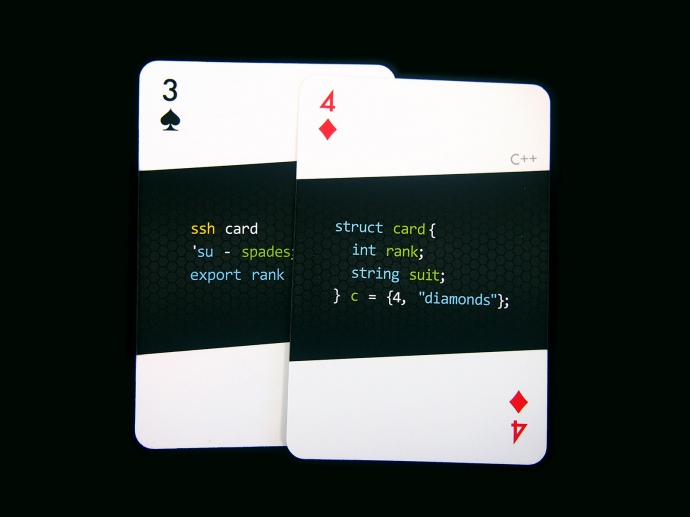 3
ssh card
'su - spades;
export rank
4
C++
struct card{
int rank;
string suit;
} c = {4, "diamonds"};
4